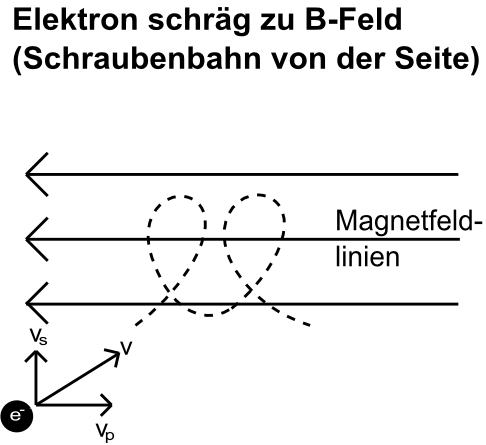 Elektron schräg zu B-Feld
(Schraubenbahn von der Seite)
Magnetfeld-
linien
vs
v
e-
vp